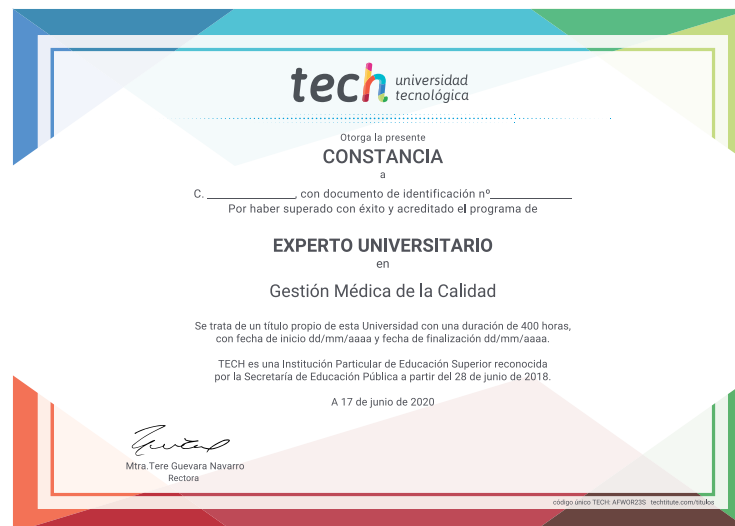 tech universidad
tecnológica
Otorga la presente
CONSTANCIA
a
C. ________________, con documento de identificación nº______________
Por haber superado con éxito y acreditado el programa de
EXPERTO UNIVERSITARIO
en
Gestión Médica de la Calidad
Se trata de un título propio de esta Universidad con una duración de 400 horas,
con fecha de inicio dd/mm/aaaa y fecha de finalización dd/mm/aaaa.
TECH es una Institución Particular de Educación Superior reconocida
por la Secretaría de Educación Pública a partir del 28 de junio de 2018.
A 17 de junio de 2020
Mtra.Tere Guevara Navarro
Rectora
código único TECH: AFWOR23S techtitute.com/titulos